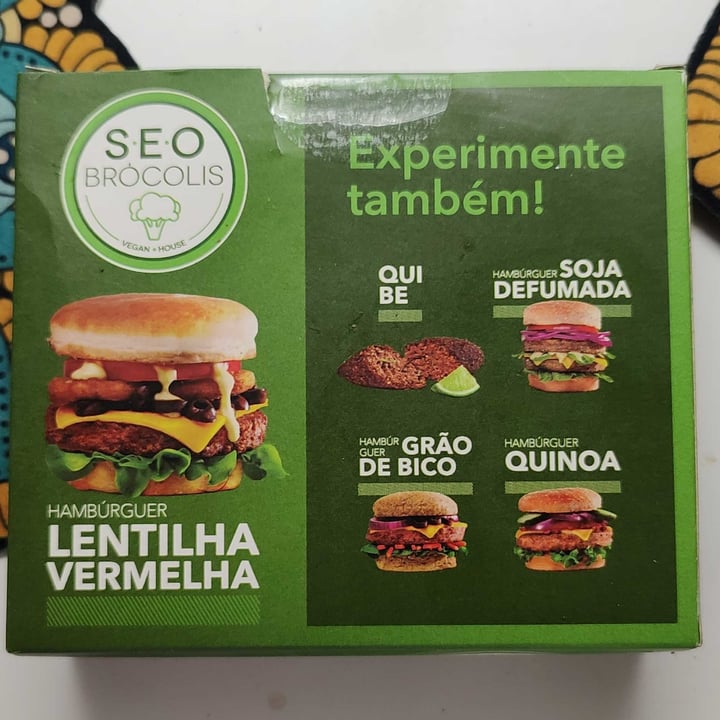 S·E·O
BRÓCOLIS
VEGAN + HOUSE
HAMBÚRGUER
LENTILHA
VERMELHA
Experimente
também!
QUI
BE
HAMBÚRGUER SOJA
DEFUMADA
HAMBÚR
GUER GRÃO
DE BICO
HAMBÚRGUER
QUINOA